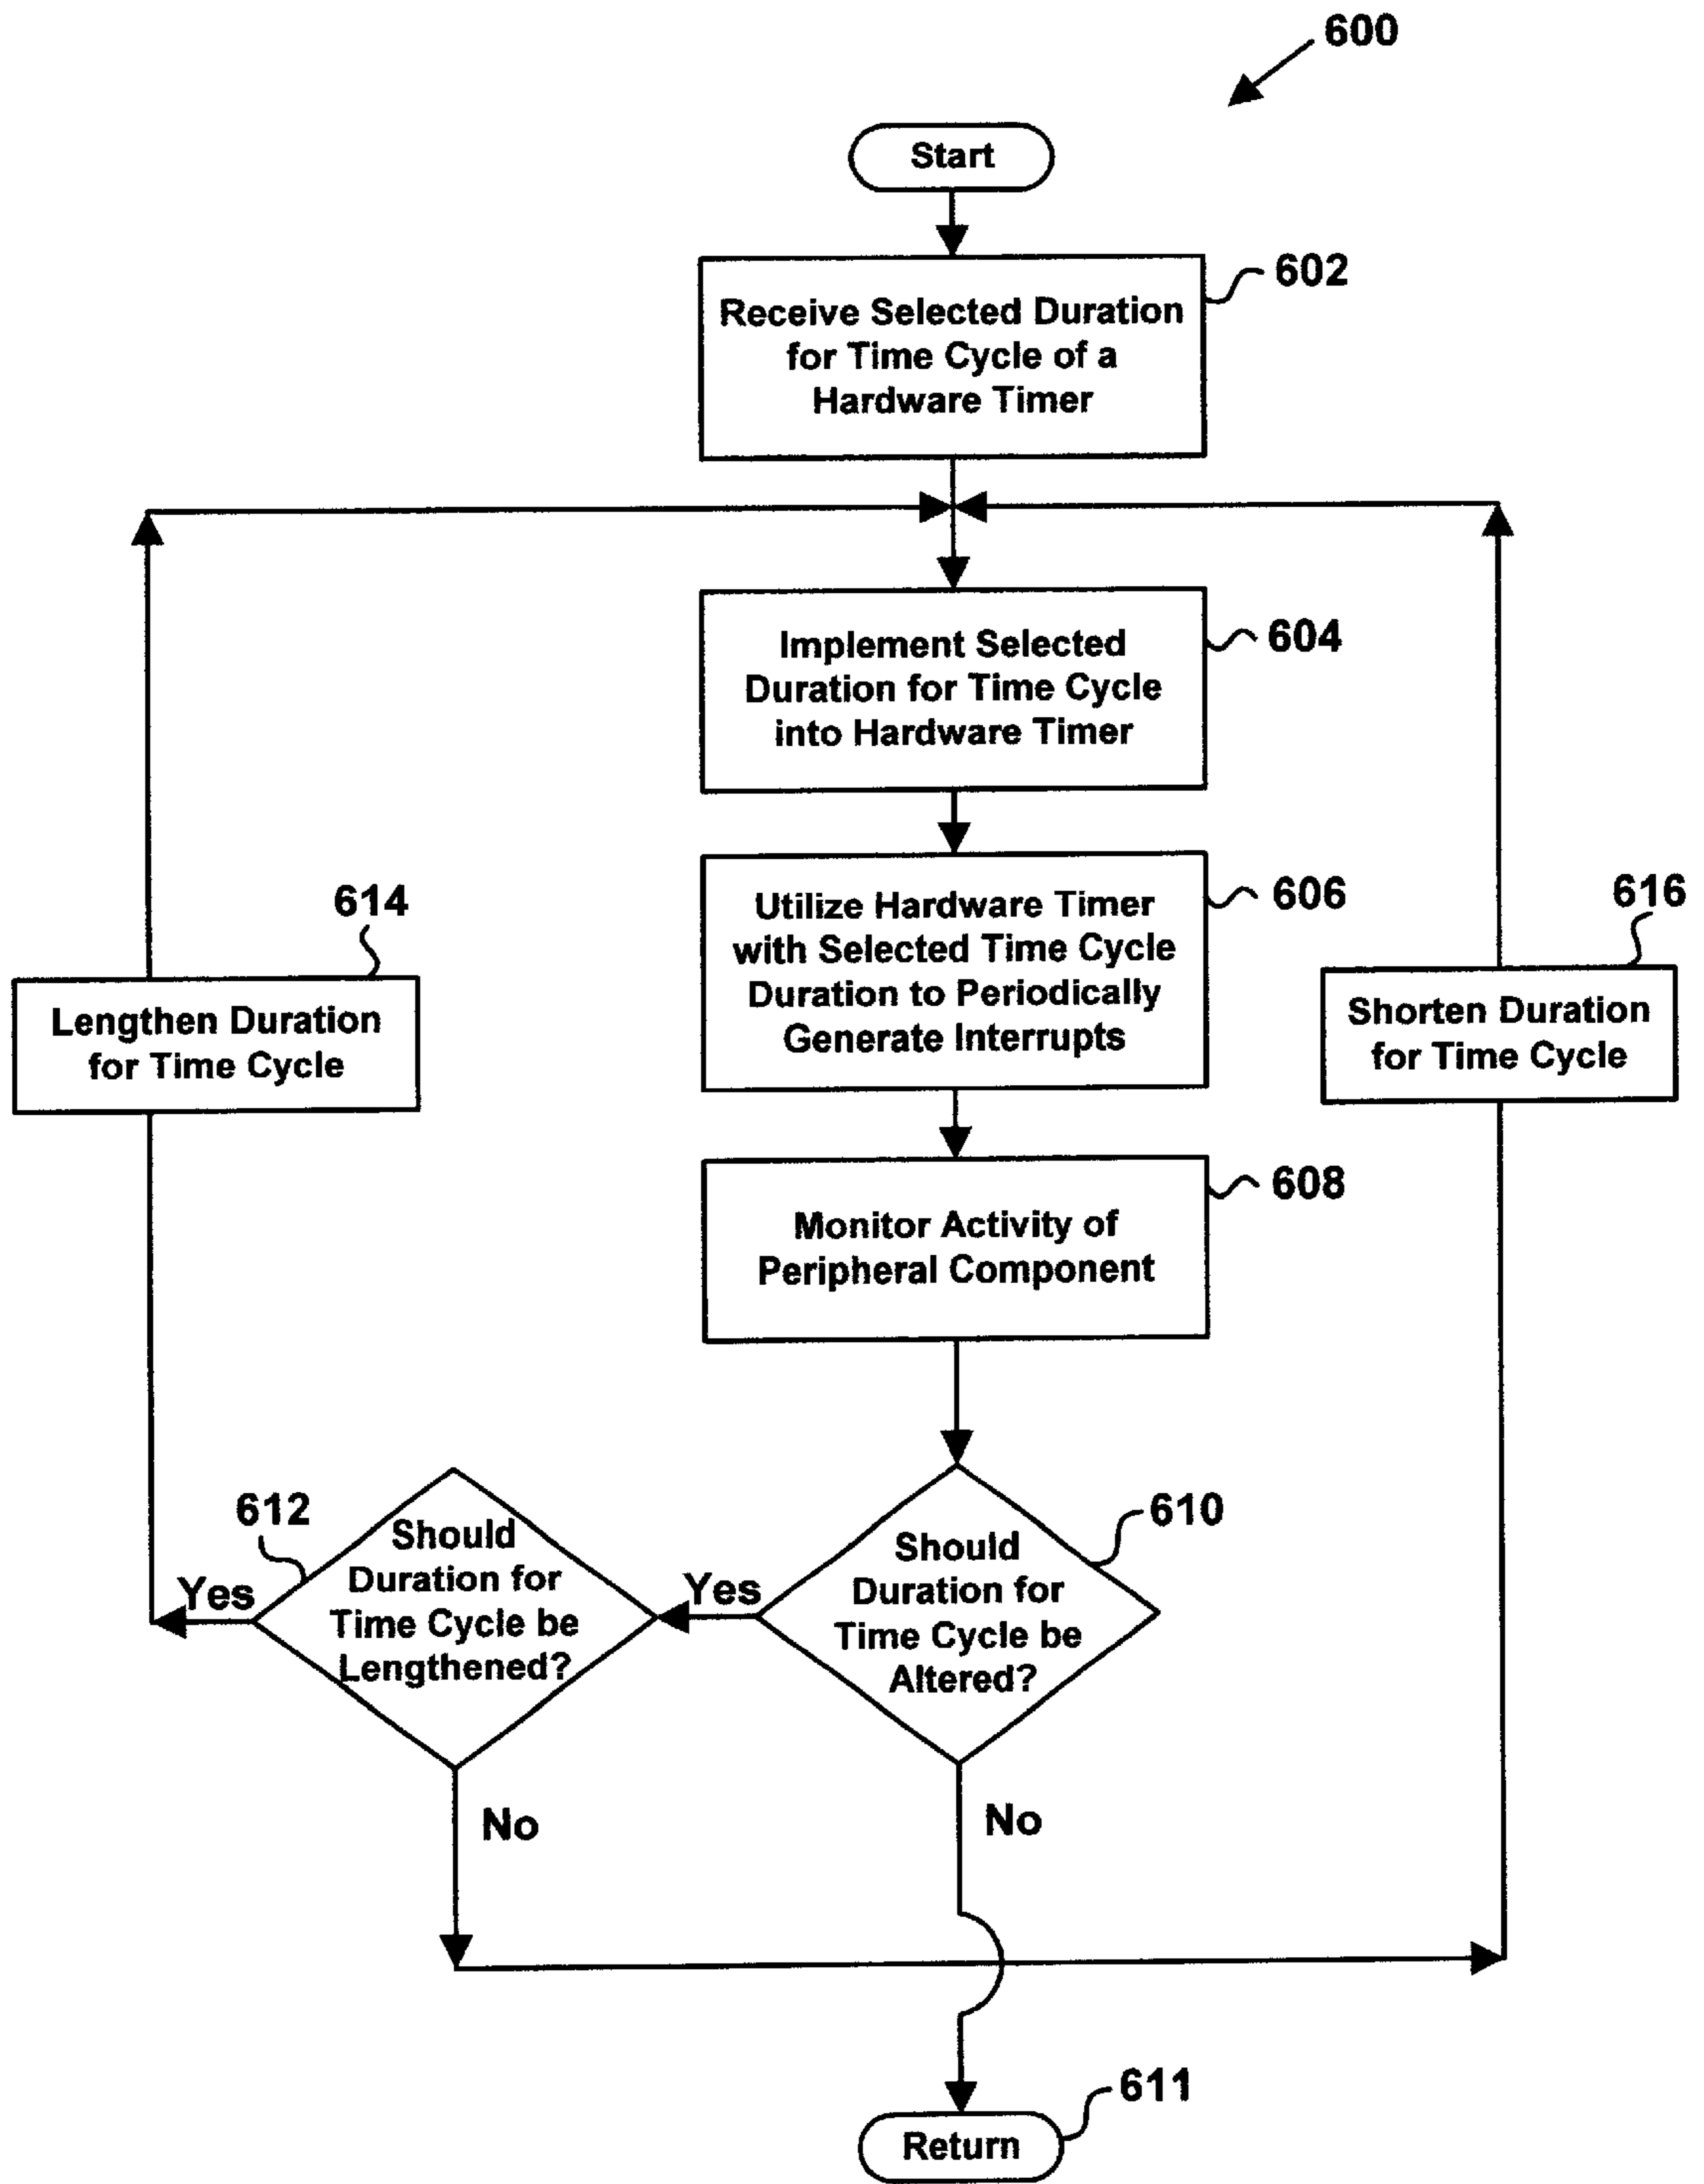 600
Start
602
Receive Selected Duration
for Time Cycle of a
Hardware Timer
604
Implement Selected
Duration for Time Cycle
into Hardware Timer
606
Utilize Hardware Timer
with Selected Time Cycle
Duration to Periodically
Generate Interrupts
614
Lengthen Duration
for Time Cycle
616
Shorten Duration
for Time Cycle
608
Monitor Activity of
Peripheral Component
612
Should
Duration for
Time Cycle be
Lengthened?
Yes
No
610
Should
Duration for
Time Cycle be
Altered?
Yes
No
611
Return